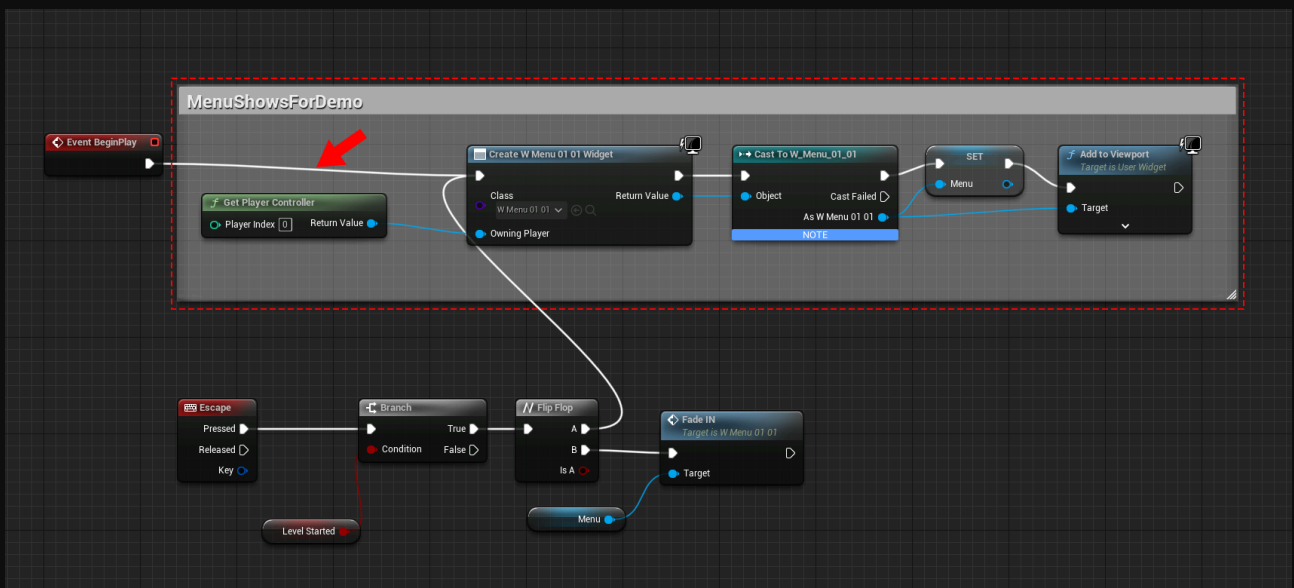 MenuShowsForDemo
Event BeginPlay
Create W Menu 01 01 Widget
Class
W Menu 01 01
Return Value
Owning Player
Get Player Controller
Player Index 0
Return Value
Cast To W_Menu_01_01
Object
Cast Failed
As W Menu 01 01
NOTE
SET
Menu
Add to Viewport
Target is User Widget
Target
Escape
Pressed
Released
Key
Branch
True
Condition
False
Flip Flop
A
B
Is A
Fade IN
Target is W Menu 01 01
Target
Level Started
Menu